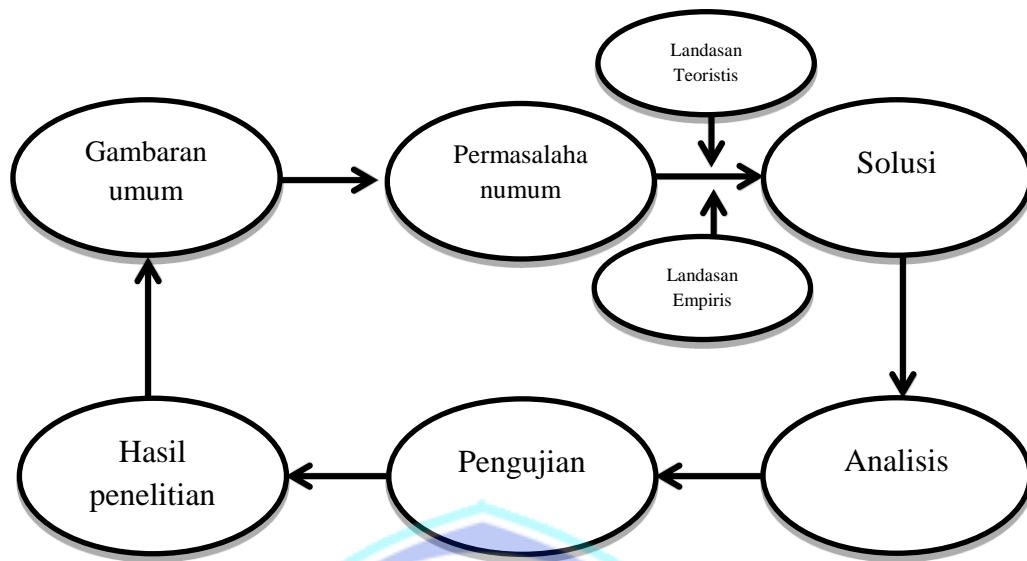 Landasan
Teoristis
Gambaran
umum
Permasalaha
numum
Solusi
Landasan
Empiris
Hasil
penelitian
Pengujian
Analisis